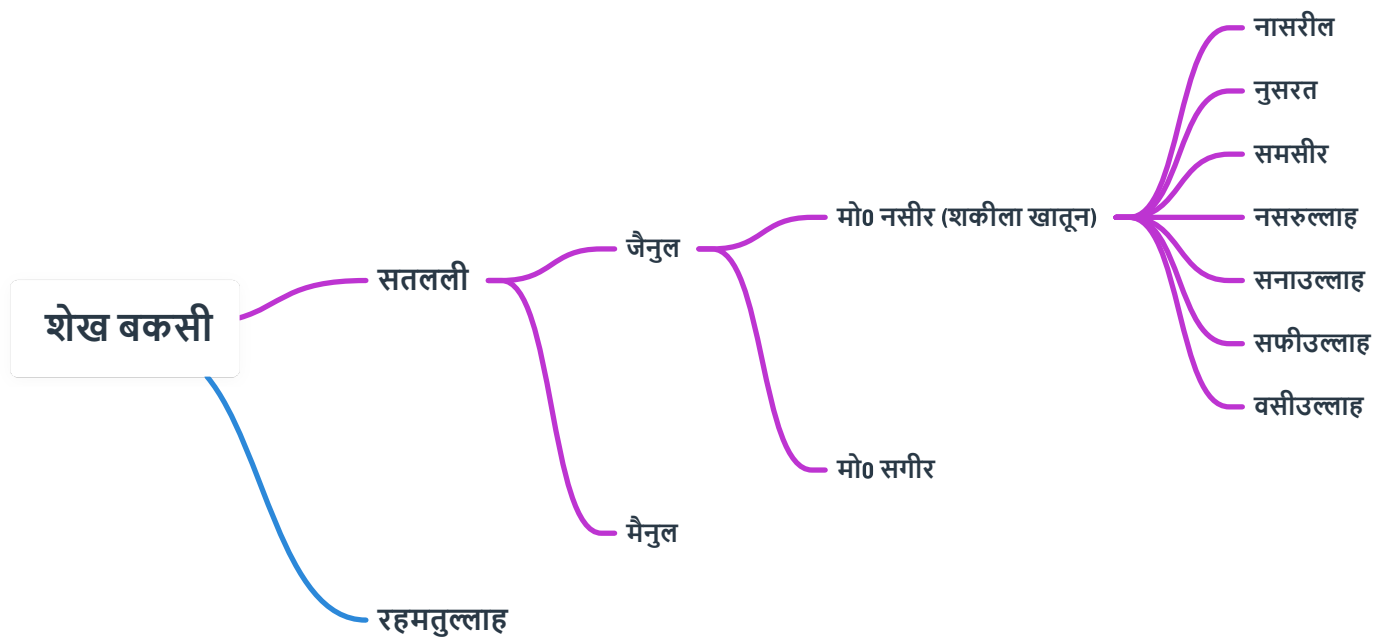 शेख बकसी
सतलली
जैनुल
मो0 नसीर (शकीला खातून)
नासरील
नुसरत
समसीर
नसरुल्लाह
सनाउल्लाह
सफीउल्लाह
वसीउल्लाह
मो0 सगीर
मैनुल
रहमतुल्लाह